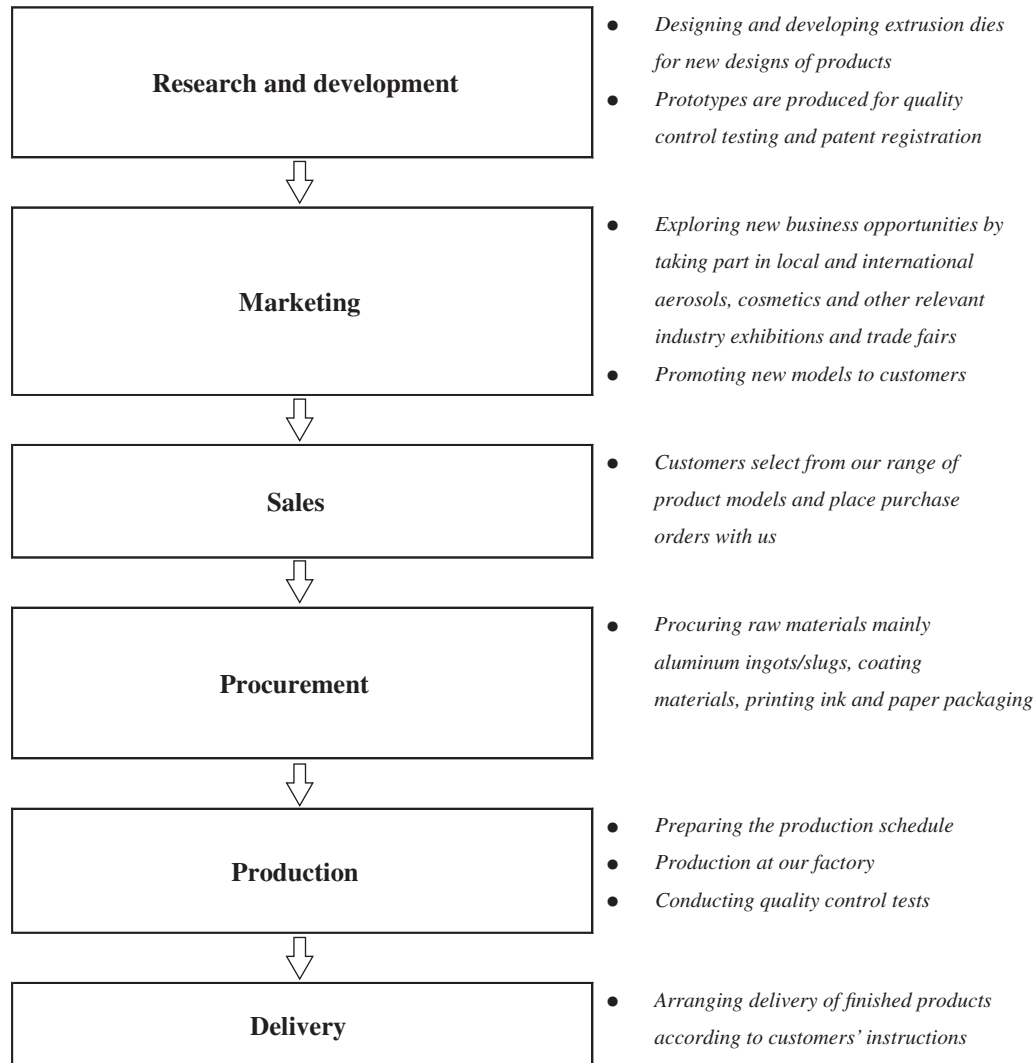 Research and development
● Designing and developing extrusion dies
for new designs of products
● Prototypes are produced for quality
control testing and patent registration
Marketing
● Exploring new business opportunities by
taking part in local and international
aerosols, cosmetics and other relevant
industry exhibitions and trade fairs
● Promoting new models to customers
Sales
● Customers select from our range of
product models and place purchase
orders with us
Procurement
● Procuring raw materials mainly
aluminum ingots/slugs, coating
materials, printing ink and paper packaging
Production
● Preparing the production schedule
● Production at our factory
● Conducting quality control tests
Delivery
● Arranging delivery of finished products
according to customers’ instructions